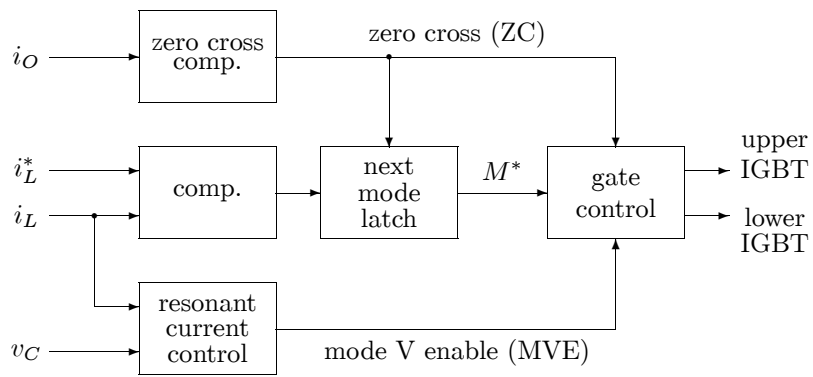 zero cross (ZC)
i_O
zero cross
comp.
i_L^*
i_L
comp.
next
mode
latch
M^*
gate
control
upper
IGBT
lower
IGBT
v_C
resonant
current
control
mode V enable (MVE)